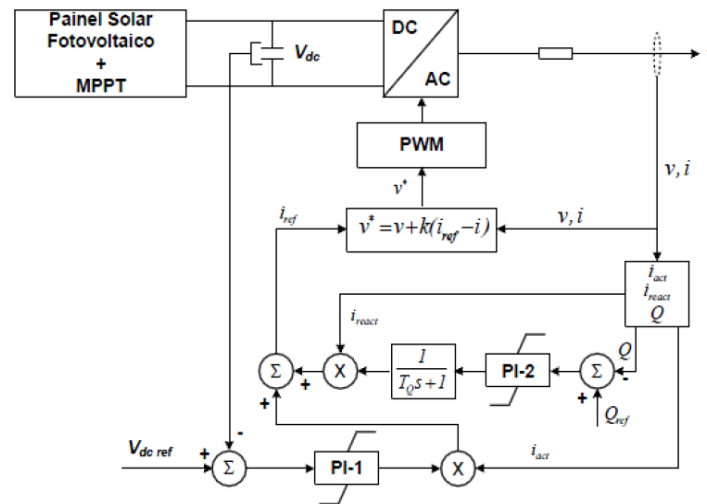 Painel Solar
Fotovoltaico
+
MPPT
V_dc
DC
AC
PWM
v*
i_ref
v* = v + k(i_ref − i)
v, i
v, i
i_act
i_react
Q
i_react
Q
Σ
+
+
X
1
T_Q s + 1
PI-2
Σ
-
+
Q_ref
V_dc ref
+
-
Σ
PI-1
X
i_act